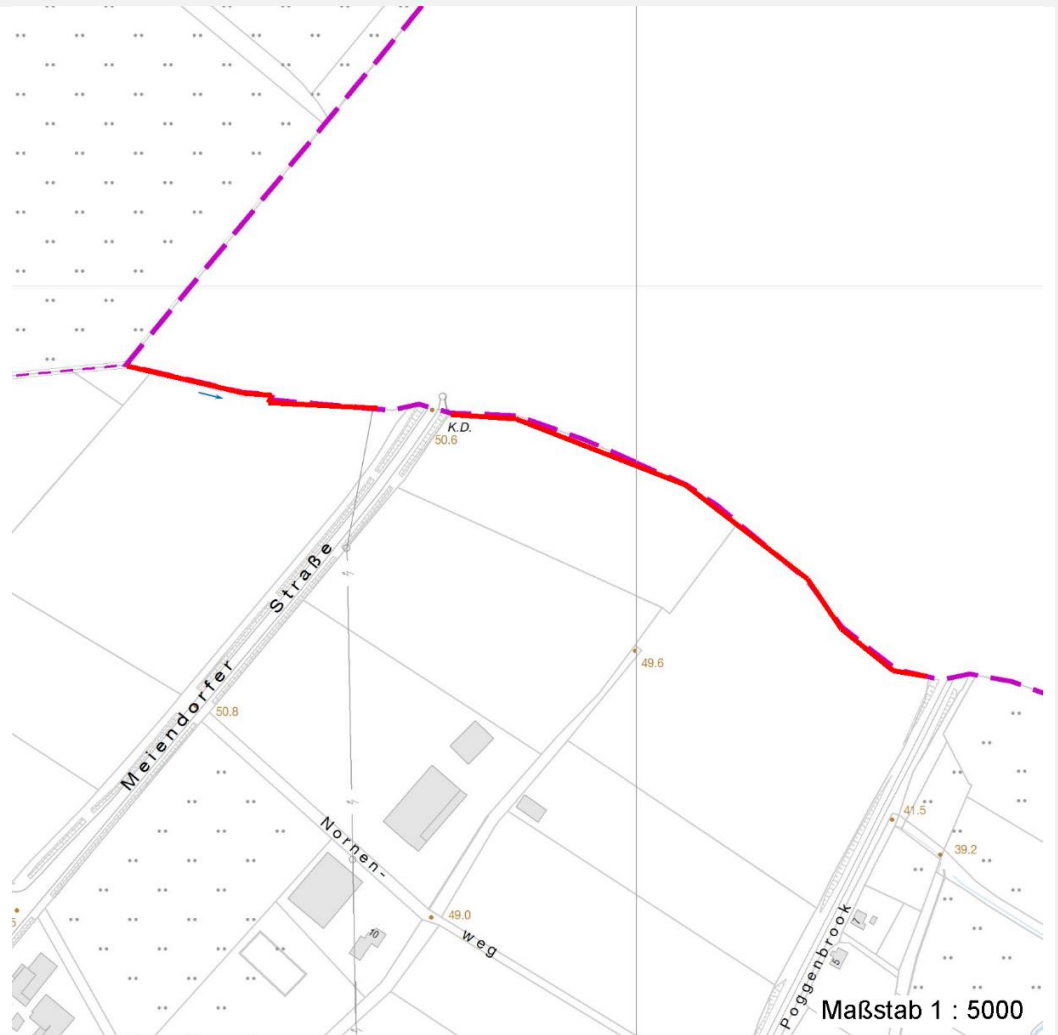 K.D.
50.6
Meiendorfer Straße
49.6
50.8
Nornen-
weg
41.5
39.2
49.0
10
7
5
Poggenbrook
Maßstab 1 : 5000